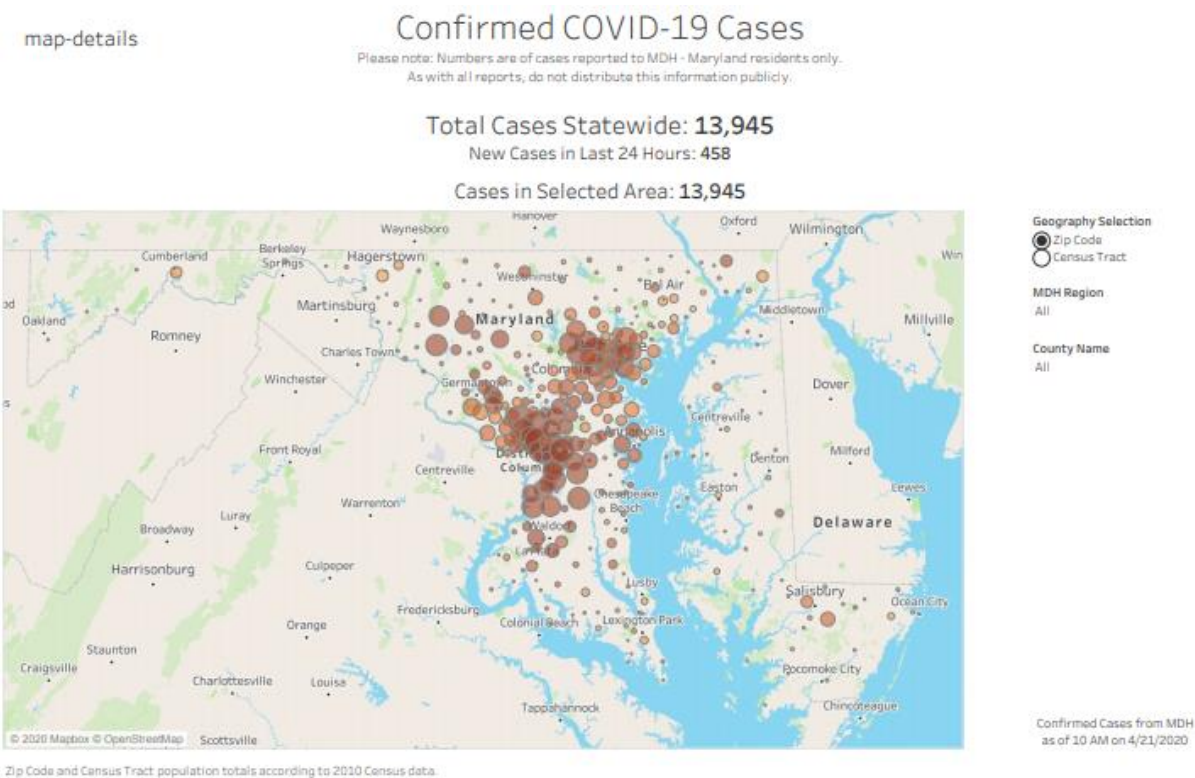 map-details
Confirmed COVID-19 Cases
Please note: Numbers are of cases reported to MDH - Maryland residents only.
As with all reports, do not distribute this information publicly.
Total Cases Statewide: 13,945
New Cases in Last 24 Hours: 458
Cases in Selected Area: 13,945
Geography Selection
Zip Code
Census Tract
MDH Region
All
County Name
All
Hanover
Waynesboro
Oxford
Wilmington
Cumberland
Berkeley
Springs
Hagerstown
Win
Westminster
Bel Air
Martinsburg
Middletown
Oakland
Maryland
Millville
Romney
Charles Town
Columbia
Winchester
Germantown
Dover
Centreville
Annapolis
Front Royal
Centreville
Denton
Milford
Easton
Lewes
Warrenton
Chesapeake
Beach
Luray
Broadway
Waldorf
Delaware
Harrisonburg
Culpeper
Lusby
Salisbury
Ocean City
Fredericksburg
Colonial Beach
Lexington Park
Orange
Staunton
Craigsville
Charlottesville
Louisa
Pocomoke City
Tappahannock
Chincoteague
© 2020 Mapbox © OpenStreetMap
Scottsville
Confirmed Cases from MDH
as of 10 AM on 4/21/2020
Zip Code and Census Tract population totals according to 2010 Census data.